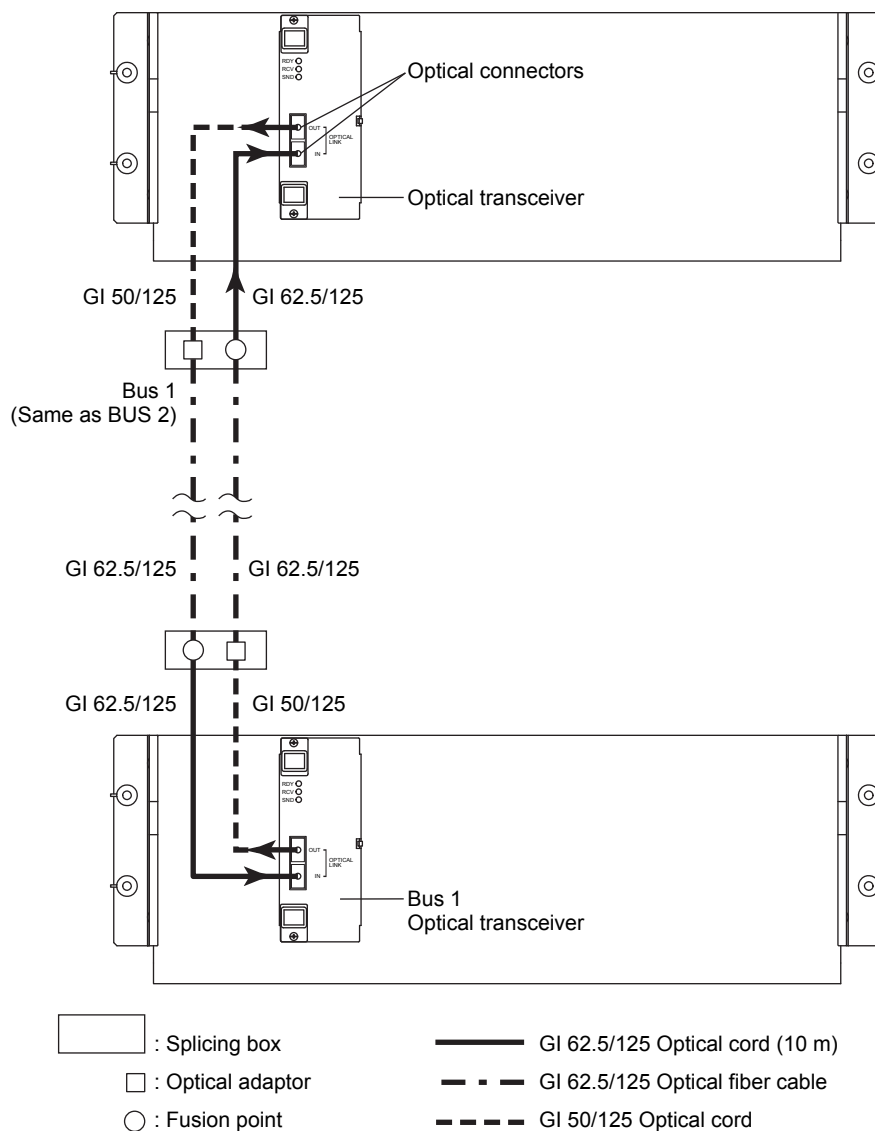 RDY
RCV
SND
Optical connectors
OUT
OPTICAL
LINK
IN
Optical transceiver
GI 50/125
GI 62.5/125
Bus 1
(Same as BUS 2)
GI 62.5/125
GI 62.5/125
GI 62.5/125
GI 50/125
RDY
RCV
SND
OUT
OPTICAL
LINK
IN
Bus 1
Optical transceiver
: Splicing box
: Optical adaptor
: Fusion point
GI 62.5/125 Optical cord (10 m)
GI 62.5/125 Optical fiber cable
GI 50/125 Optical cord